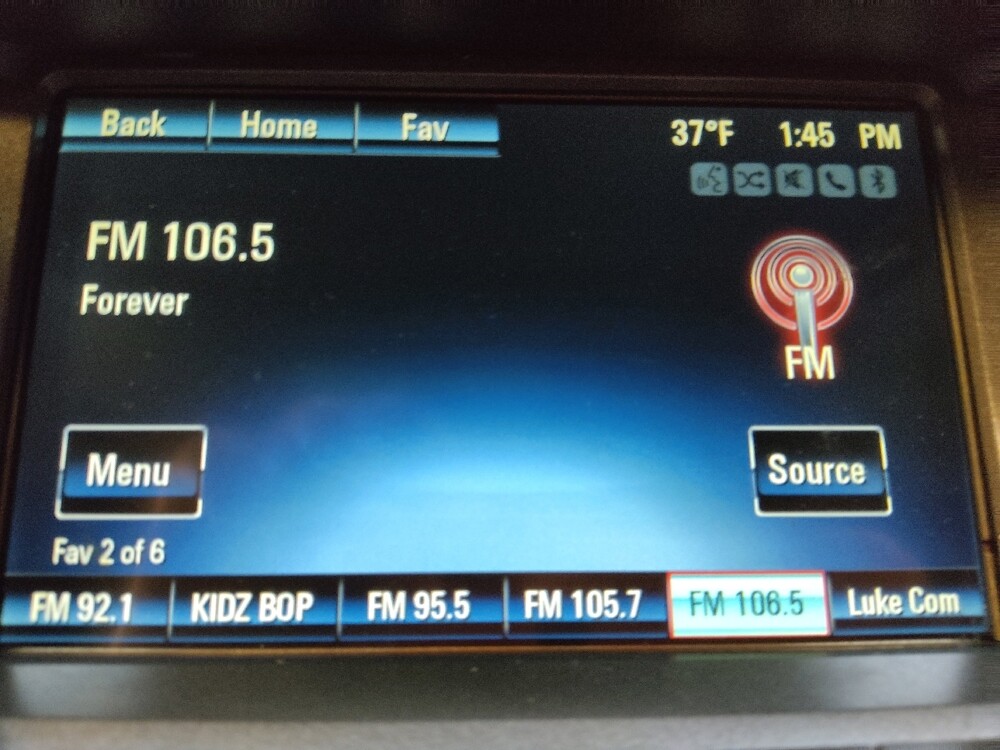 Back Home Fav 37°F 1:45 PM
FM 106.5
Forever
FM
Menu Source
Fav 2 of 6
FM 92.1 KIDZ BOP FM 95.5 FM 105.7 FM 106.5 Luke Com